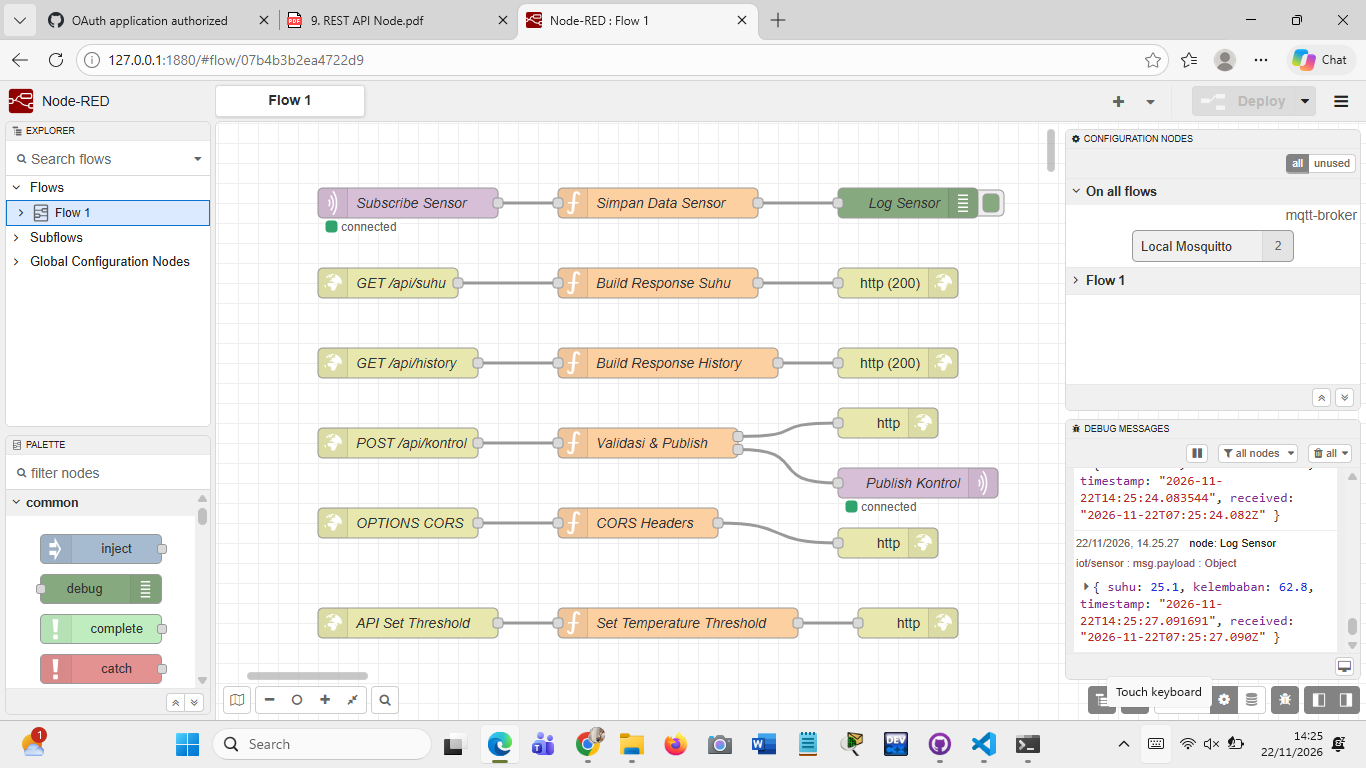 OAuth application authorized
9. REST API Node.pdf
Node-RED : Flow 1
127.0.0.1:1880/#flow/07b4b3b2ea4722d9
Chat
Node-RED
Flow 1
Deploy
EXPLORER
Search flows
Flows
Flow 1
Subflows
Global Configuration Nodes
PALETTE
filter nodes
common
inject
debug
complete
catch
Subscribe Sensor
connected
Simpan Data Sensor
Log Sensor
GET /api/suhu
Build Response Suhu
http (200)
GET /api/history
Build Response History
http (200)
POST /api/kontrol
Validasi & Publish
http
Publish Kontrol
connected
OPTIONS CORS
CORS Headers
http
API Set Threshold
Set Temperature Threshold
http
CONFIGURATION NODES
all unused
On all flows
mqtt-broker
Local Mosquitto 2
Flow 1
DEBUG MESSAGES
all nodes
all
timestamp: "2026-11-
22T14:25:24.083544", received:
"2026-11-22T07:25:24.082Z" }
22/11/2026, 14.25.27 node: Log Sensor
iot/sensor : msg.payload : Object
{ suhu: 25.1, kelembaban: 62.8,
timestamp: "2026-11-
22T14:25:27.091691", received:
"2026-11-22T07:25:27.090Z" }
Touch keyboard
1
Search
DEV
14:25
22/11/2026